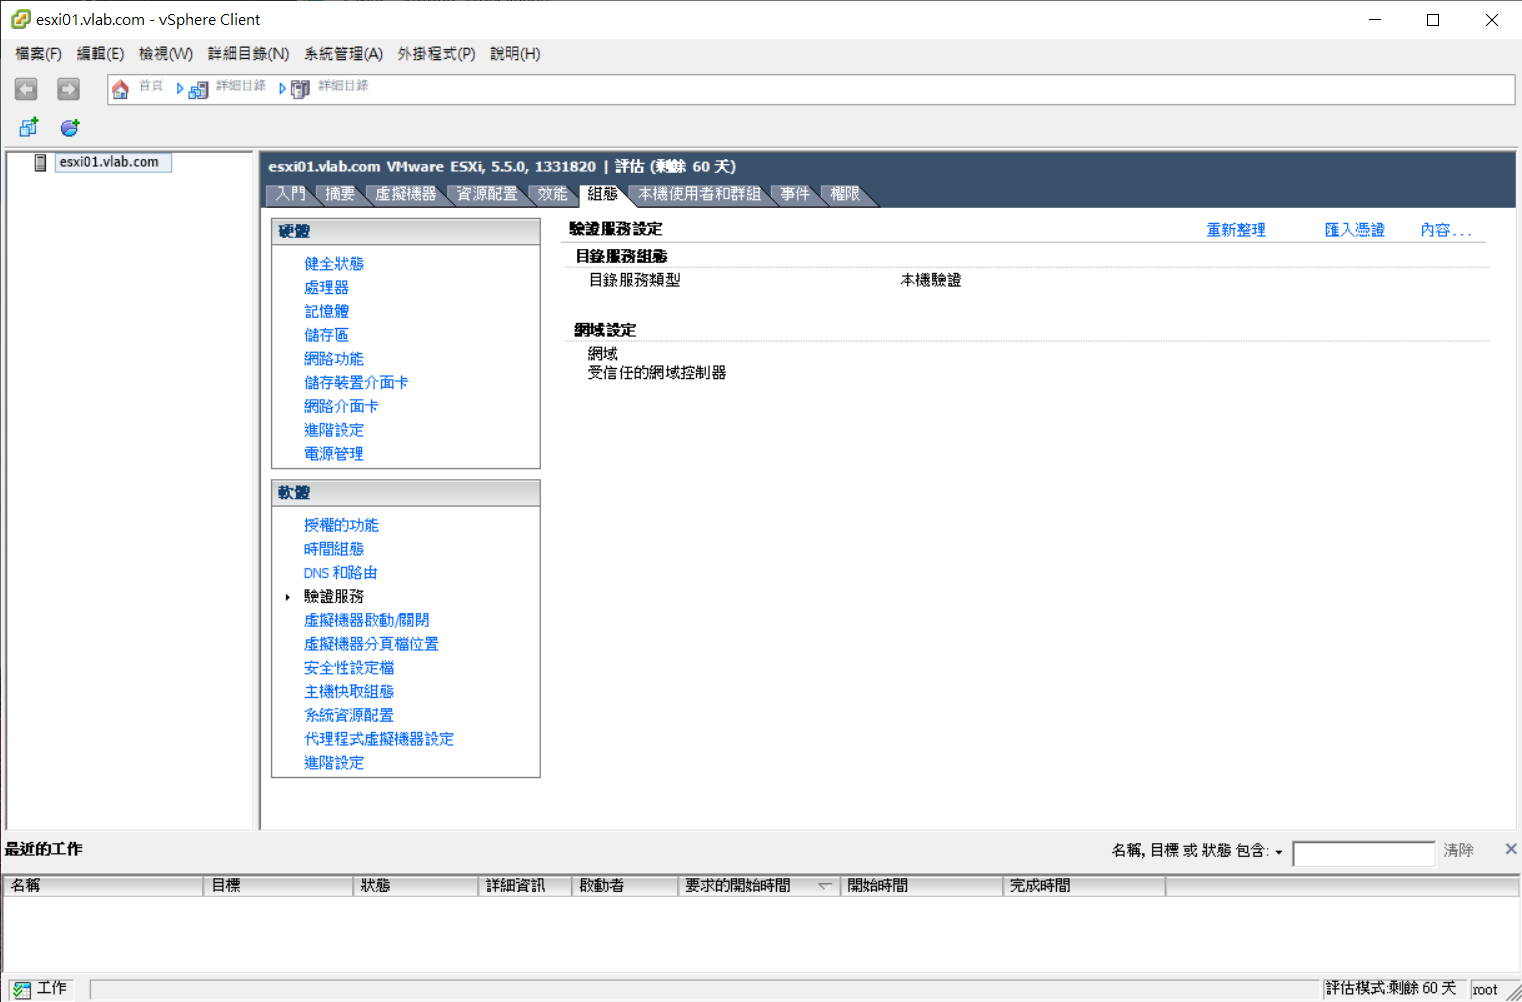 esxi01.vlab.com - vSphere Client
檔案(F) 編輯(E) 檢視(W) 詳細目錄(N) 系統管理(A) 外掛程式(P) 說明(H)
首頁 詳細目錄 詳細目錄
esxi01.vlab.com
esxi01.vlab.com VMware ESXi, 5.5.0, 1331820 | 評估 (剩餘 60 天)
入門 摘要 虛擬機器 資源配置 效能 組態 本機使用者和群組 事件 權限
硬體
健全狀態
處理器
記憶體
儲存區
網路功能
儲存裝置介面卡
網路介面卡
進階設定
電源管理
軟體
授權的功能
時間組態
DNS 和路由
驗證服務
虛擬機器啟動/關閉
虛擬機器分頁檔位置
安全性設定檔
主機快取組態
系統資源配置
代理程式虛擬機器設定
進階設定
驗證服務設定 重新整理 匯入憑證 內容...
目錄服務組態
目錄服務類型 本機驗證
網域設定
網域
受信任的網域控制器
最近的工作 名稱, 目標 或 狀態 包含: 清除
名稱 目標 狀態 詳細資訊 啟動者 要求的開始時間 開始時間 完成時間
工作 評估模式:剩餘 60 天 root